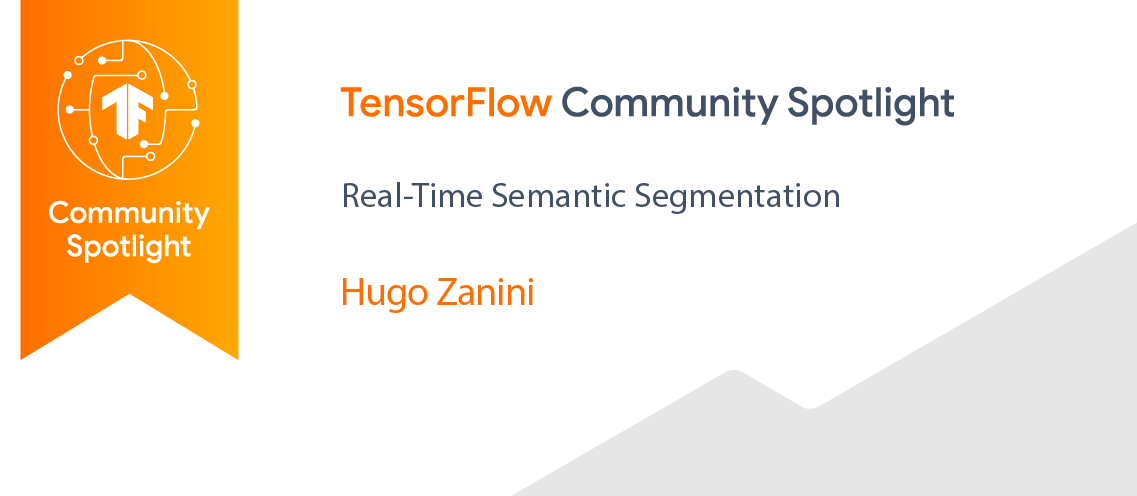 Community
Spotlight
TensorFlow Community Spotlight
Real-Time Semantic Segmentation
Hugo Zanini